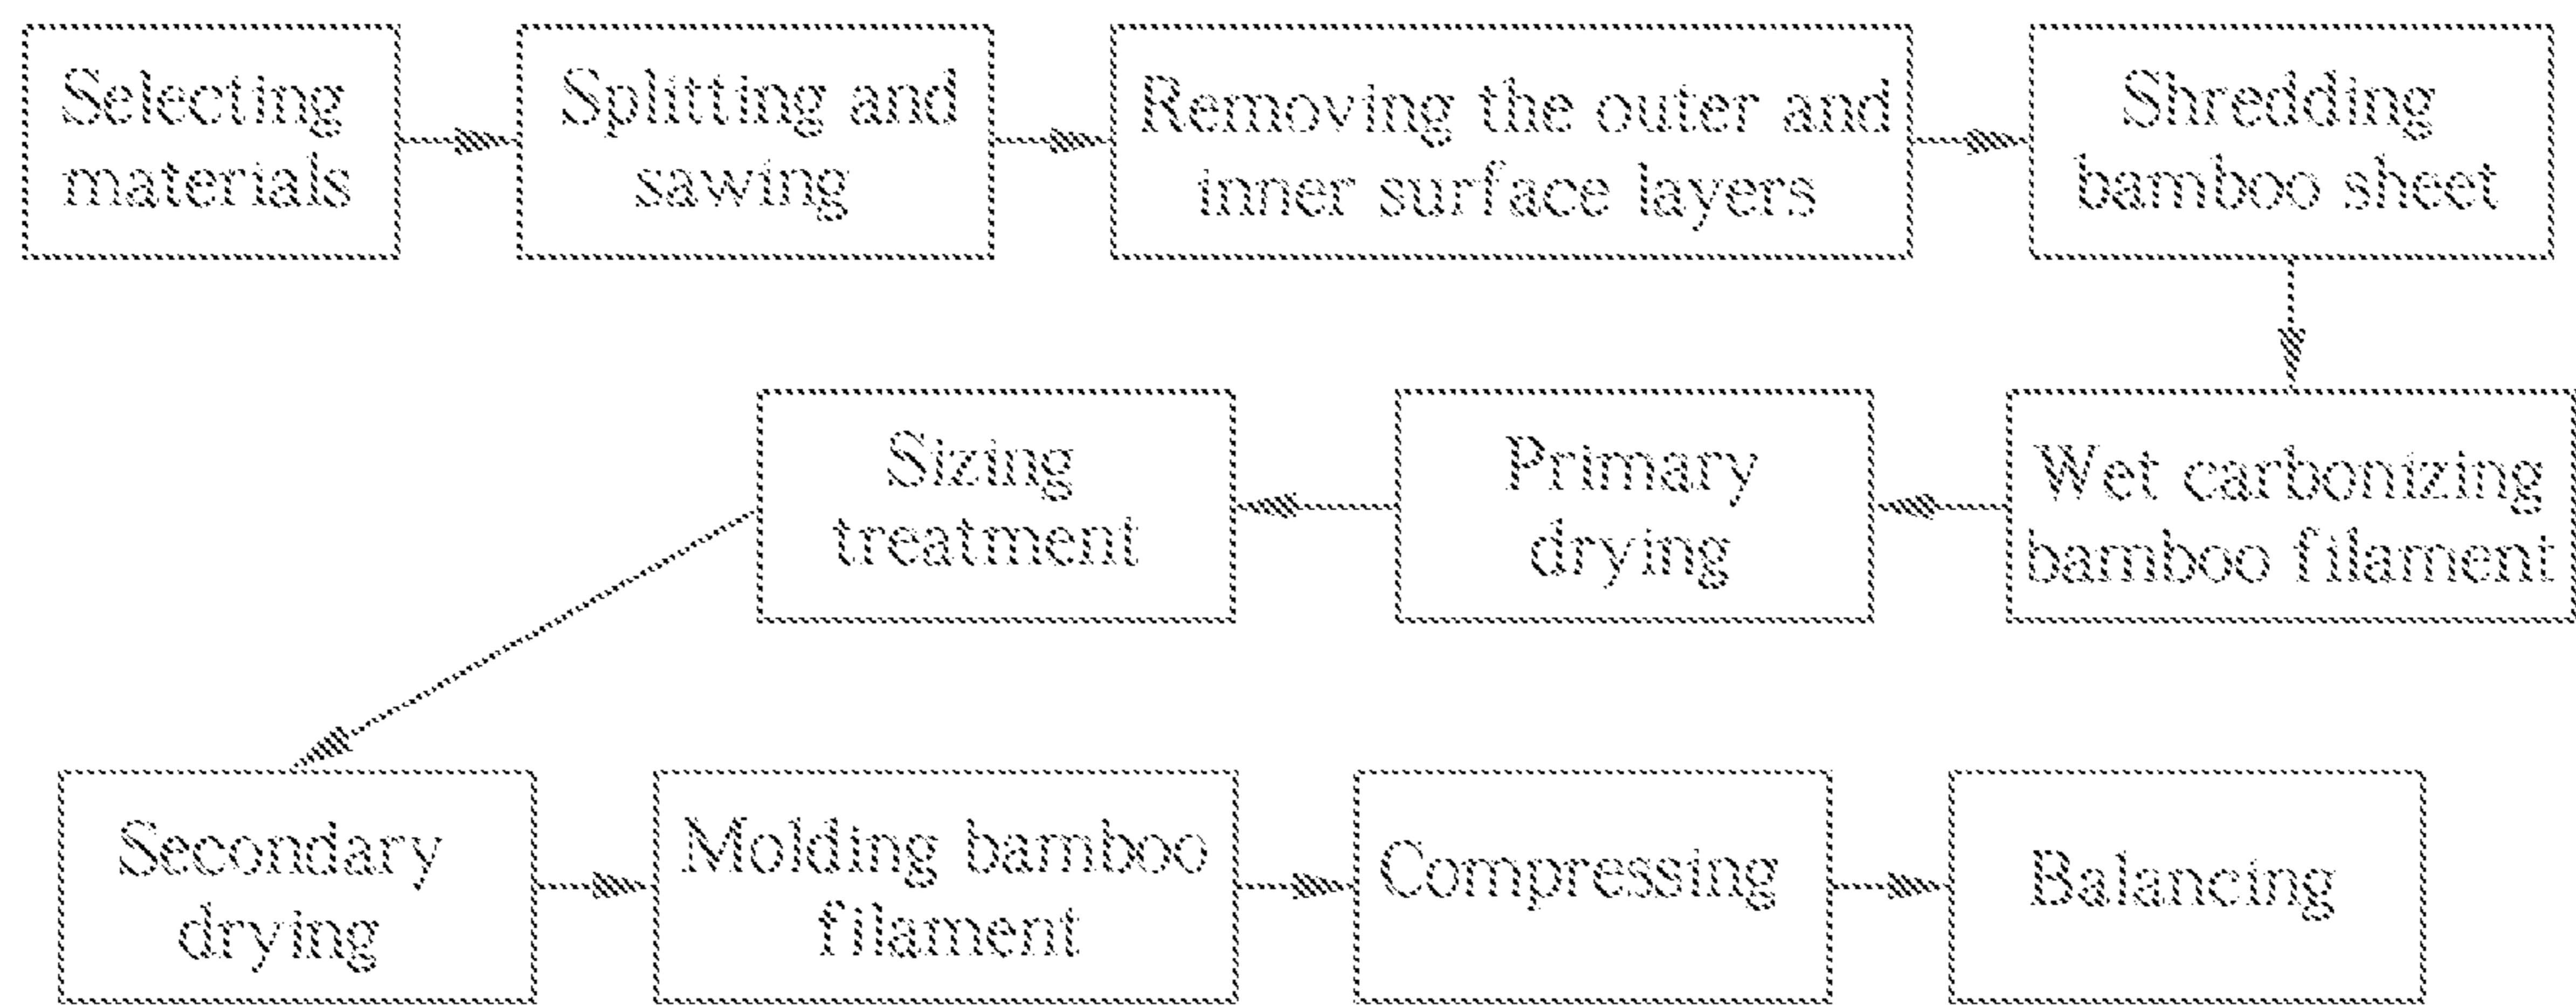 Selecting
materials
Splitting and
sawing
Removing the outer and
inner surface layers
Shredding
bamboo sheet
Wet carbonizing
bamboo filament
Primary
drying
Sizing
treatment
Secondary
drying
Molding bamboo
filament
Compressing
Balancing